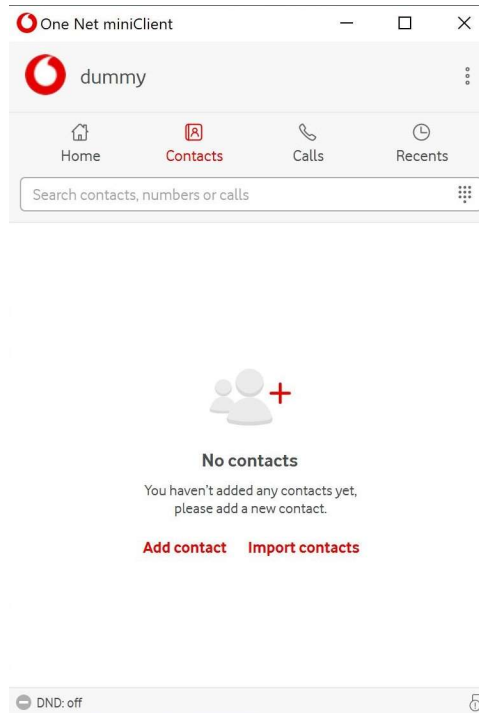 One Net miniClient
dummy
Home Contacts Calls Recents
Search contacts, numbers or calls
No contacts
You haven't added any contacts yet,
please add a new contact.
Add contact Import contacts
DND: off